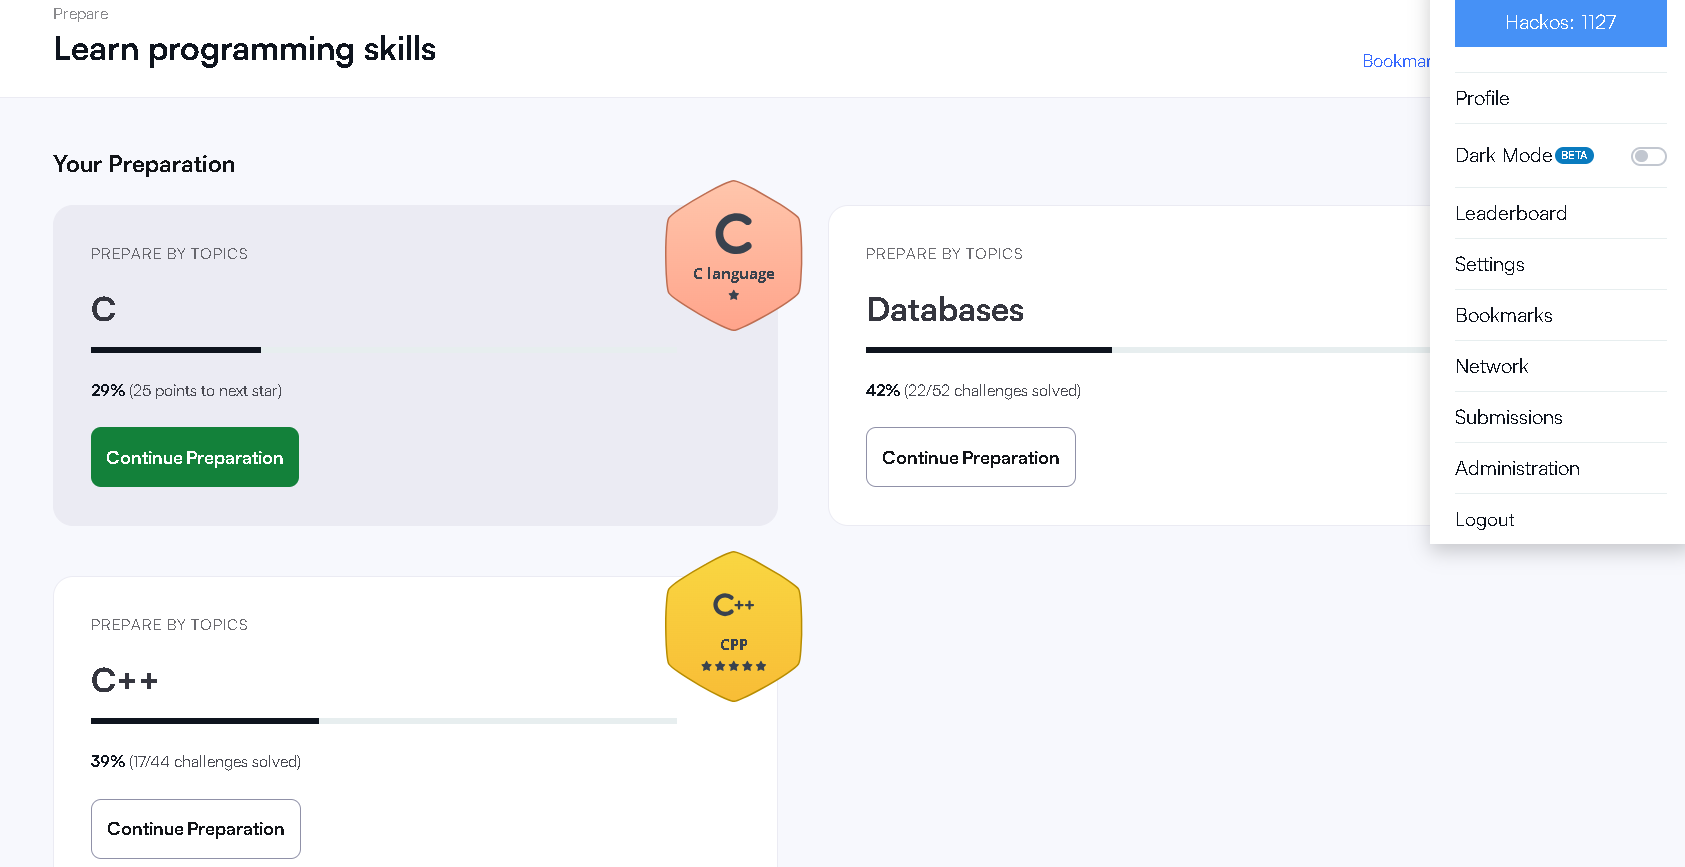 Prepare
Learn programming skills
Hackos: 1127
Profile
Dark Mode BETA
Leaderboard
Settings
Bookmarks
Network
Submissions
Administration
Logout
Your Preparation
PREPARE BY TOPICS
C
29% (25 points to next star)
Continue Preparation
C
C language
PREPARE BY TOPICS
Databases
42% (22/52 challenges solved)
Continue Preparation
PREPARE BY TOPICS
C++
39% (17/44 challenges solved)
Continue Preparation
C++
CPP